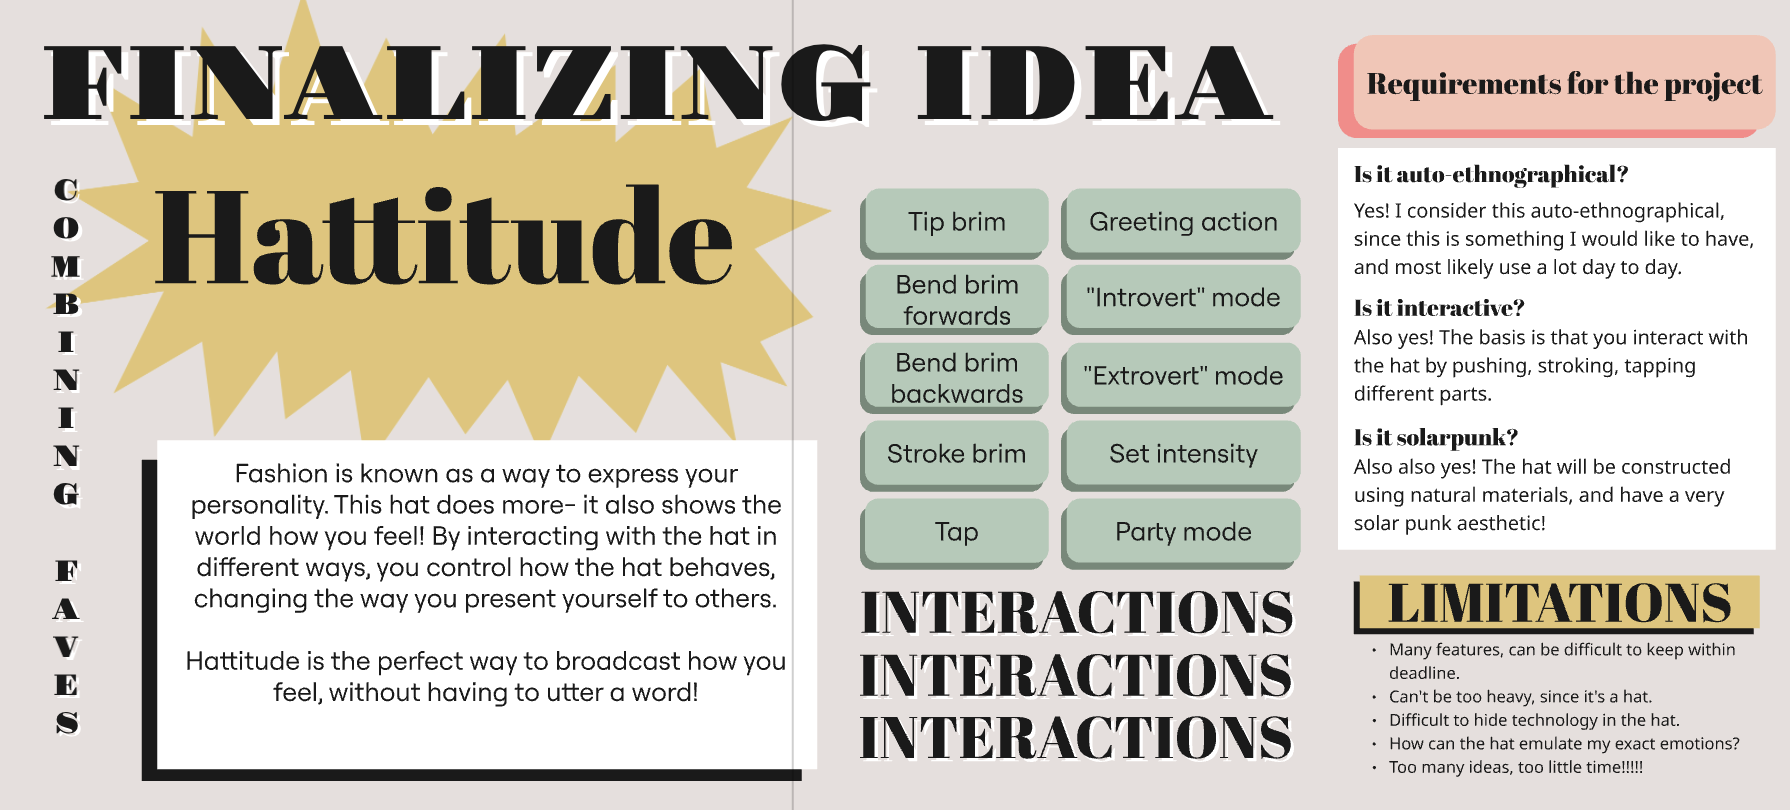 FINALIZING IDEA
COMBINING
FAVES
Hattitude
Fashion is known as a way to express your
personality. This hat does more- it also shows the
world how you feel! By interacting with the hat in
different ways, you control how the hat behaves,
changing the way you present yourself to others.
Hattitude is the perfect way to broadcast how you
feel, without having to utter a word!
Tip brim
Greeting action
Bend brim
forwards
"Introvert" mode
Bend brim
backwards
"Extrovert" mode
Stroke brim
Set intensity
Tap
Party mode
INTERACTIONS
INTERACTIONS
INTERACTIONS
Requirements for the project
Is it auto-ethnographical?
Yes! I consider this auto-ethnographical,
since this is something I would like to have,
and most likely use a lot day to day.
Is it interactive?
Also yes! The basis is that you interact with
the hat by pushing, stroking, tapping
different parts.
Is it solarpunk?
Also also yes! The hat will be constructed
using natural materials, and have a very
solar punk aesthetic!
LIMITATIONS
• Many features, can be difficult to keep within
deadline.
• Can't be too heavy, since it's a hat.
• Difficult to hide technology in the hat.
• How can the hat emulate my exact emotions?
• Too many ideas, too little time!!!!!